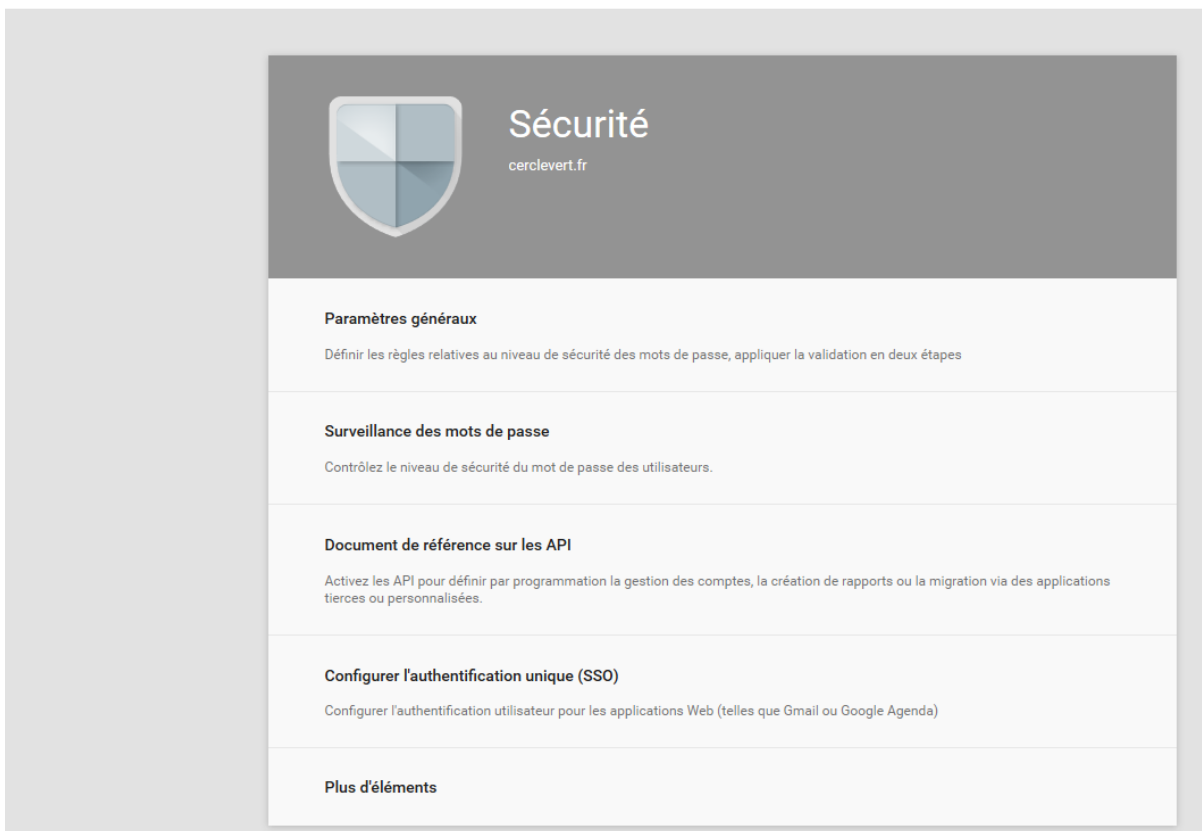 Sécurité
cerclevert.fr
Paramètres généraux
Définir les règles relatives au niveau de sécurité des mots de passe, appliquer la validation en deux étapes
Surveillance des mots de passe
Contrôlez le niveau de sécurité du mot de passe des utilisateurs.
Document de référence sur les API
Activez les API pour définir par programmation la gestion des comptes, la création de rapports ou la migration via des applications
tierces ou personnalisées.
Configurer l'authentification unique (SSO)
Configurer l'authentification utilisateur pour les applications Web (telles que Gmail ou Google Agenda)
Plus d'éléments